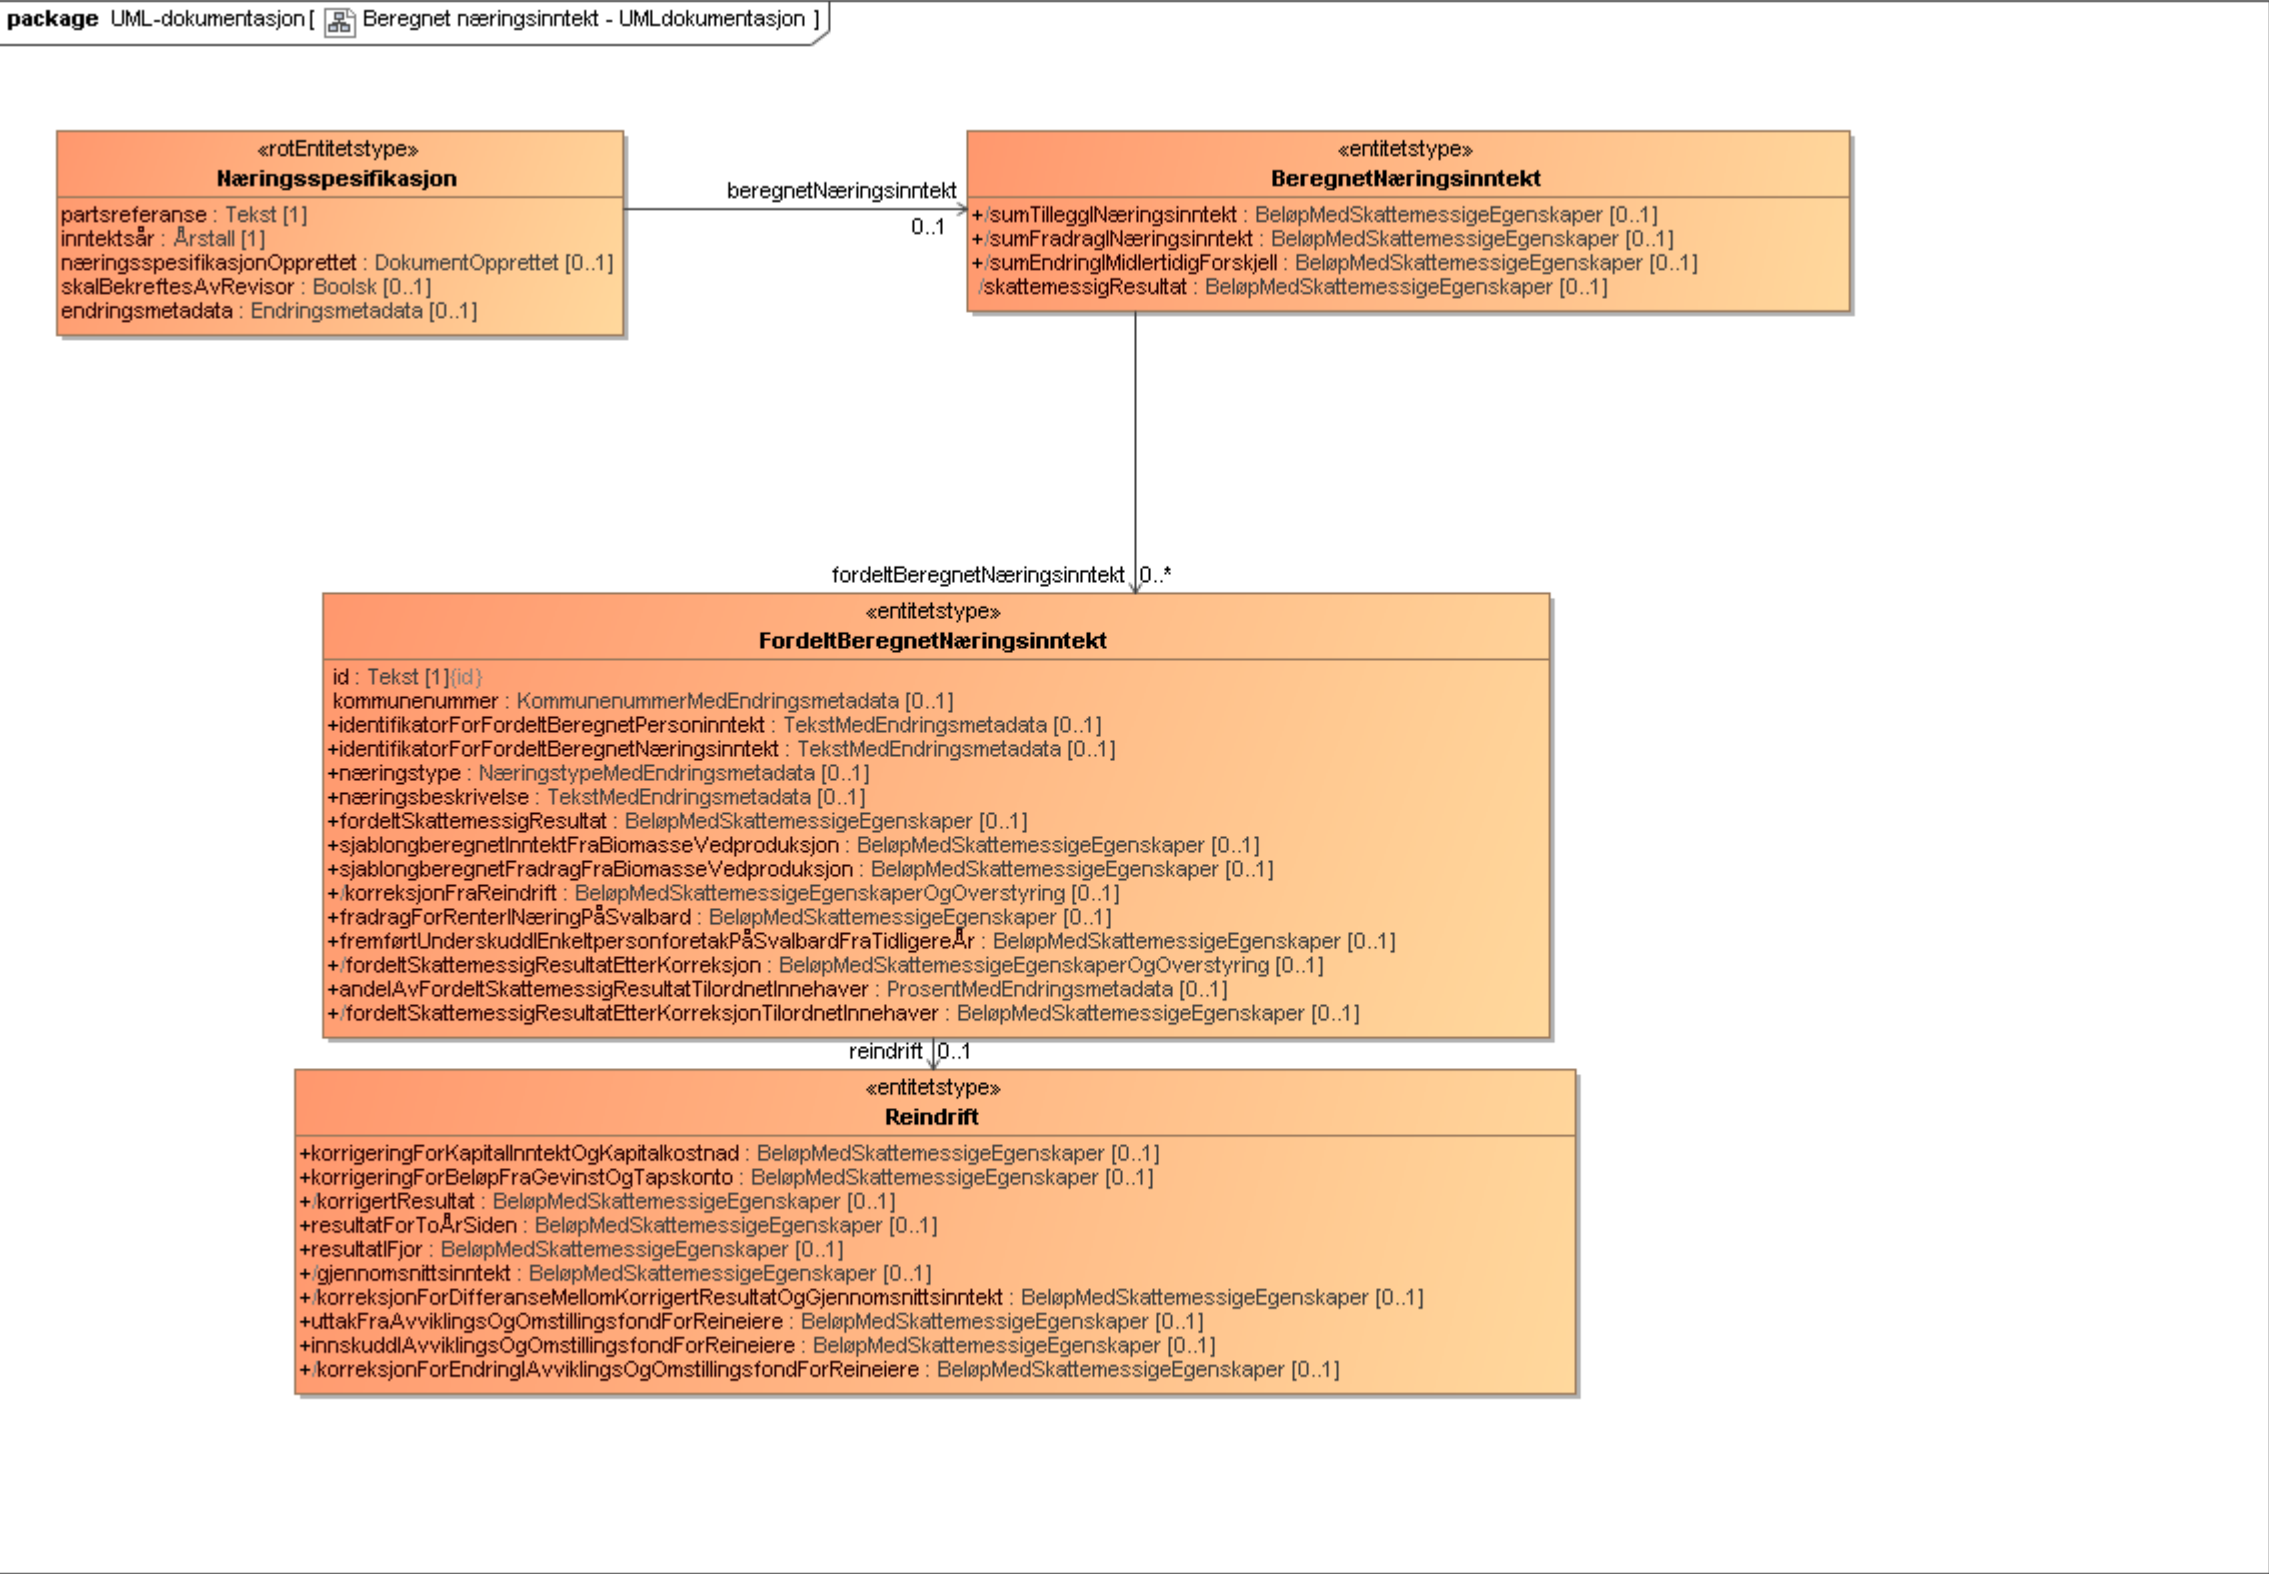 package UML-dokumentasjon[ Beregnet næringsinntekt - UMLdokumentasjon ]
«rotEntitetstype»
Næringsspesifikasjon
partsreferanse : Tekst [1]
inntektsår : Årstall [1]
næringsspesifikasjonOpprettet : DokumentOpprettet [0..1]
skalBekreftesAvRevisor : Boolsk [0..1]
endringsmetadata : Endringsmetadata [0..1]
beregnetNæringsinntekt
0..1
«entitetstype»
BeregnetNæringsinntekt
+/sumTilleggINæringsinntekt : BeløpMedSkattemessigeEgenskaper [0..1]
+/sumFradragINæringsinntekt : BeløpMedSkattemessigeEgenskaper [0..1]
+/sumEndringIMidlertidigForskjell : BeløpMedSkattemessigeEgenskaper [0..1]
/skattemessigResultat : BeløpMedSkattemessigeEgenskaper [0..1]
fordeltBeregnetNæringsinntekt 0..*
«entitetstype»
FordeltBeregnetNæringsinntekt
id : Tekst [1]{id}
kommunenummer : KommunenummerMedEndringsmetadata [0..1]
+identifikatorForFordeltBeregnetPersoninntekt : TekstMedEndringsmetadata [0..1]
+identifikatorForFordeltBeregnetNæringsinntekt : TekstMedEndringsmetadata [0..1]
+næringstype : NæringstypeMedEndringsmetadata [0..1]
+næringsbeskrivelse : TekstMedEndringsmetadata [0..1]
+fordeltSkattemessigResultat : BeløpMedSkattemessigeEgenskaper [0..1]
+sjablongberegnetInntektFraBiomasseVedproduksjon : BeløpMedSkattemessigeEgenskaper [0..1]
+sjablongberegnetFradragFraBiomasseVedproduksjon : BeløpMedSkattemessigeEgenskaper [0..1]
+/korreksjonFraReindrift : BeløpMedSkattemessigeEgenskaperOgOverstyring [0..1]
+fradragForRenterINæringPåSvalbard : BeløpMedSkattemessigeEgenskaper [0..1]
+fremførtUnderskuddIEnkeltpersonforetakPåSvalbardFraTidligereÅr : BeløpMedSkattemessigeEgenskaper [0..1]
+/fordeltSkattemessigResultatEtterKorreksjon : BeløpMedSkattemessigeEgenskaperOgOverstyring [0..1]
+andelAvFordeltSkattemessigResultatTilordnetInnehaver : ProsentMedEndringsmetadata [0..1]
+/fordeltSkattemessigResultatEtterKorreksjonTilordnetInnehaver : BeløpMedSkattemessigeEgenskaper [0..1]
reindrift 0..1
«entitetstype»
Reindrift
+korrigeringForKapitalInntektOgKapitalkostnad : BeløpMedSkattemessigeEgenskaper [0..1]
+korrigeringForBeløpFraGevinstOgTapskonto : BeløpMedSkattemessigeEgenskaper [0..1]
+/korrigertResultat : BeløpMedSkattemessigeEgenskaper [0..1]
+resultatForToÅrSiden : BeløpMedSkattemessigeEgenskaper [0..1]
+resultatIFjor : BeløpMedSkattemessigeEgenskaper [0..1]
+/gjennomsnittsinntekt : BeløpMedSkattemessigeEgenskaper [0..1]
+/korreksjonForDifferanseMellomKorrigertResultatOgGjennomsnittsinntekt : BeløpMedSkattemessigeEgenskaper [0..1]
+uttakFraAvviklingsOgOmstillingsfondForReineiere : BeløpMedSkattemessigeEgenskaper [0..1]
+innskuddIAvviklingsOgOmstillingsfondForReineiere : BeløpMedSkattemessigeEgenskaper [0..1]
+/korreksjonForEndringIAvviklingsOgOmstillingsfondForReineiere : BeløpMedSkattemessigeEgenskaper [0..1]